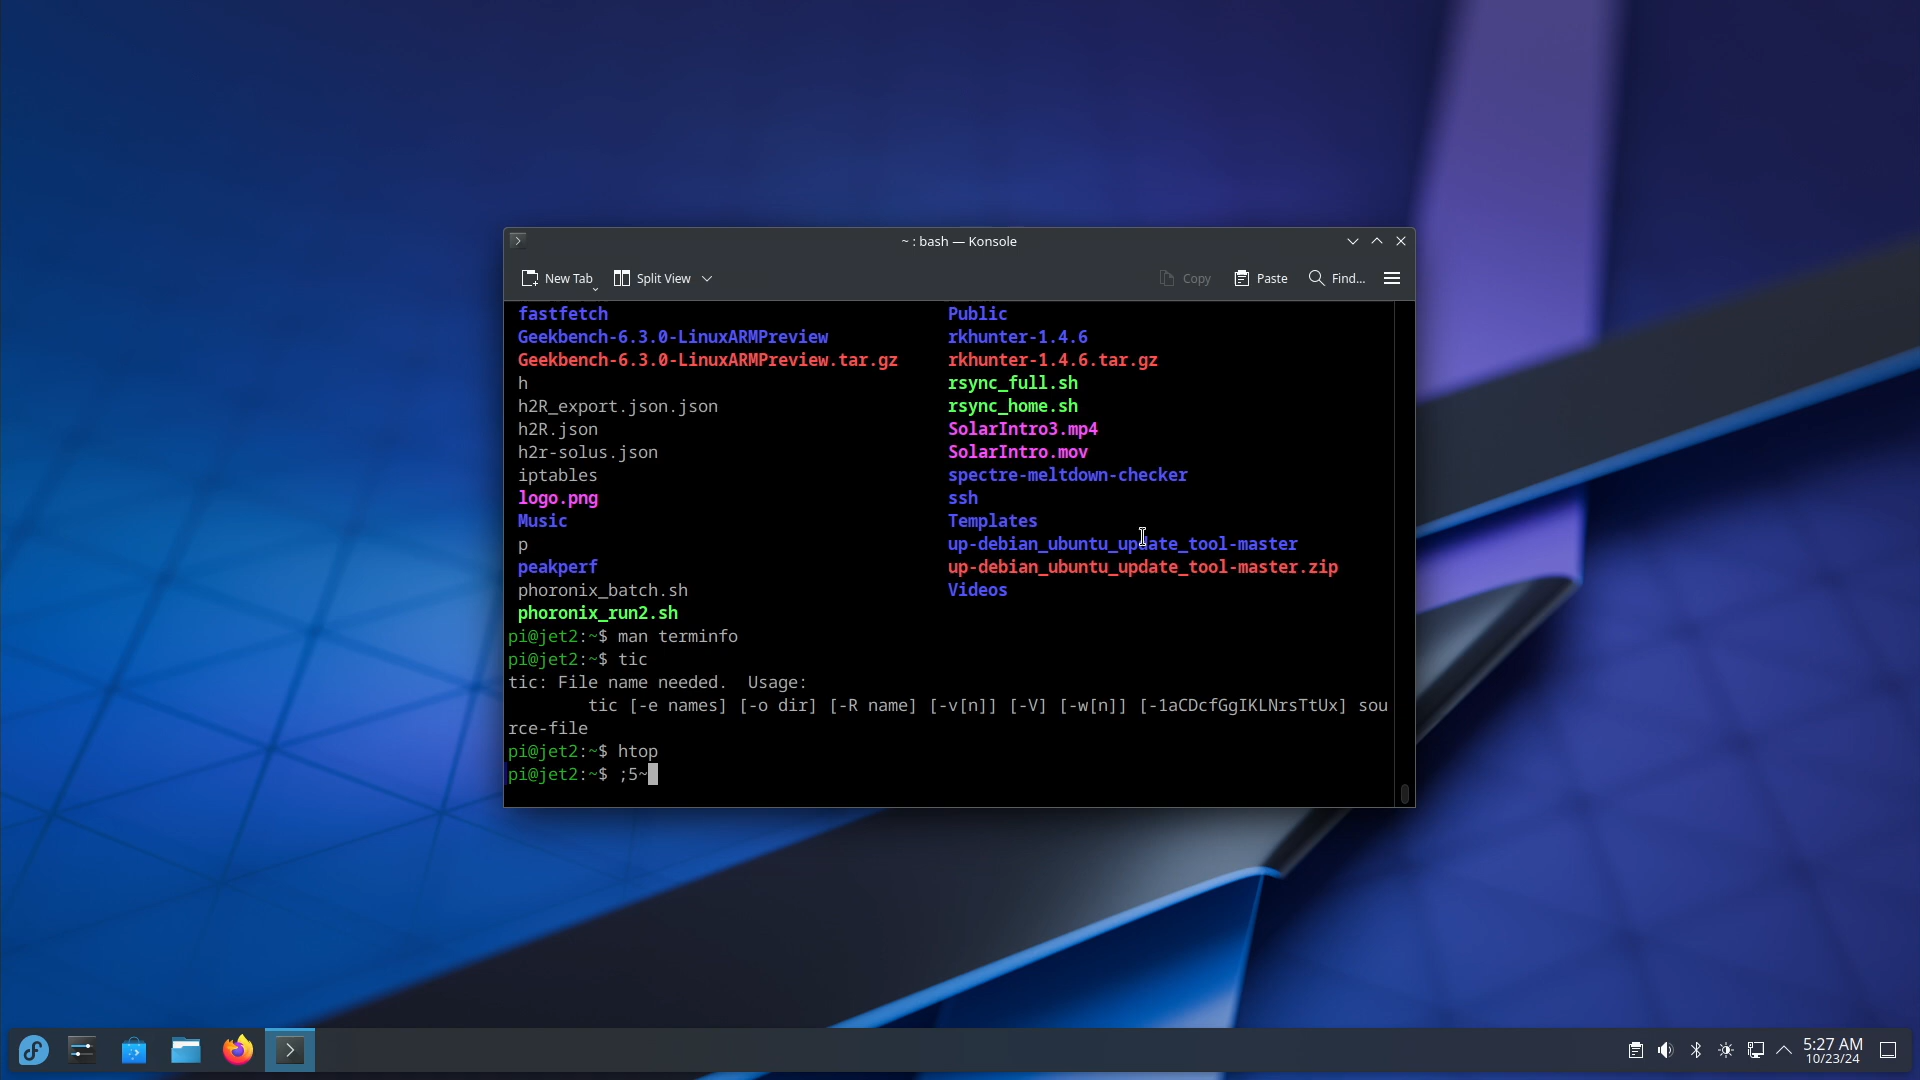 ~ : bash — Konsole
New Tab Split View Copy Paste Find...
fastfetch Public
Geekbench-6.3.0-LinuxARMPreview rkhunter-1.4.6
Geekbench-6.3.0-LinuxARMPreview.tar.gz rkhunter-1.4.6.tar.gz
h rsync_full.sh
h2R_export.json.json rsync_home.sh
h2R.json SolarIntro3.mp4
h2r-solus.json SolarIntro.mov
iptables spectre-meltdown-checker
logo.png ssh
Music Templates
p up-debian_ubuntu_update_tool-master
peakperf up-debian_ubuntu_update_tool-master.zip
phoronix_batch.sh Videos
phoronix_run2.sh
pi@jet2:~$ man terminfo
pi@jet2:~$ tic
tic: File name needed.  Usage:
tic [-e names] [-o dir] [-R name] [-v[n]] [-V] [-w[n]] [-1aCDcfGgIKLNrsTtUx] sou
rce-file
pi@jet2:~$ htop
pi@jet2:~$ ;5~
5:27 AM
10/23/24